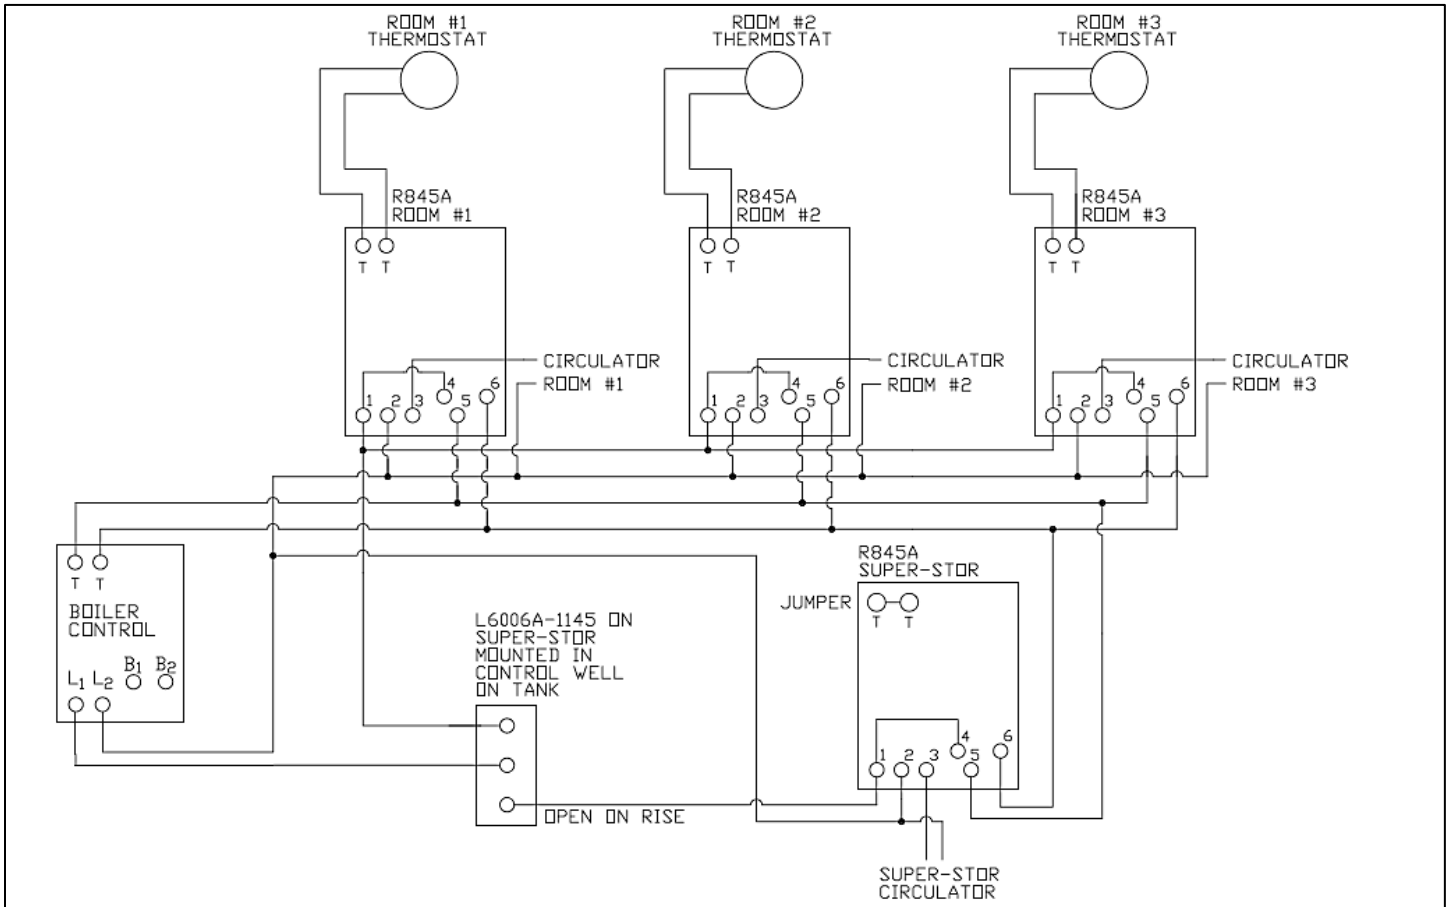 ROOM #1
THERMOSTAT
ROOM #2
THERMOSTAT
ROOM #3
THERMOSTAT
R845A
ROOM #1
R845A
ROOM #2
R845A
ROOM #3
T T
T T
T T
CIRCULATOR
ROOM #1
CIRCULATOR
ROOM #2
CIRCULATOR
ROOM #3
1 2 3 4 5 6
1 2 3 4 5 6
1 2 3 4 5 6
T T
BOILER
CONTROL
L1 L2 B1 B2
L6006A-1145 ON
SUPER-STOR
MOUNTED IN
CONTROL WELL
ON TANK
OPEN ON RISE
R845A
SUPER-STOR
JUMPER
T T
1 2 3 4 5 6
SUPER-STOR
CIRCULATOR